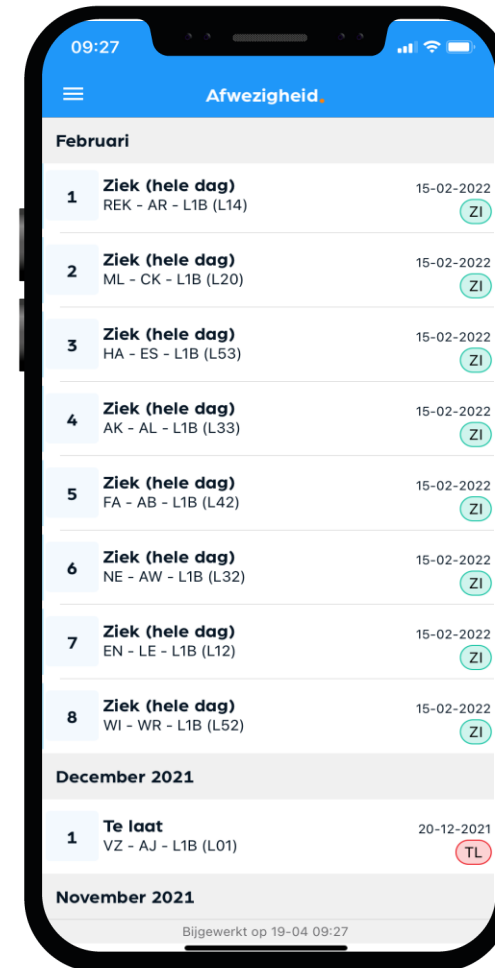 09:27
Afwezigheid.
Februari
1 Ziek (hele dag) 15-02-2022
REK - AR - L1B (L14) ZI
2 Ziek (hele dag) 15-02-2022
ML - CK - L1B (L20) ZI
3 Ziek (hele dag) 15-02-2022
HA - ES - L1B (L53) ZI
4 Ziek (hele dag) 15-02-2022
AK - AL - L1B (L33) ZI
5 Ziek (hele dag) 15-02-2022
FA - AB - L1B (L42) ZI
6 Ziek (hele dag) 15-02-2022
NE - AW - L1B (L32) ZI
7 Ziek (hele dag) 15-02-2022
EN - LE - L1B (L12) ZI
8 Ziek (hele dag) 15-02-2022
WI - WR - L1B (L52) ZI
December 2021
1 Te laat 20-12-2021
VZ - AJ - L1B (L01) TL
November 2021
Bijgewerkt op 19-04 09:27